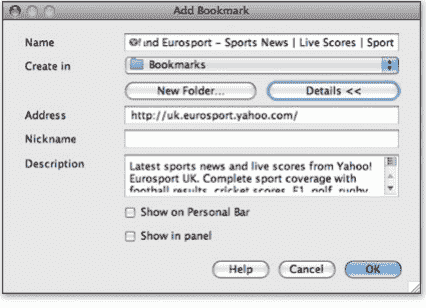 Add Bookmark
Name
und Eurosport - Sports News | Live Scores | Sport
Create in
Bookmarks
New Folder...
Details <<
Address
http://uk.eurosport.yahoo.com/
Nickname
Description
Latest sports news and live scores from Yahoo!
Eurosport UK. Complete sport coverage with
football results, cricket scores, F1, golf, rugby,
Show on Personal Bar
Show in panel
Help
Cancel
OK